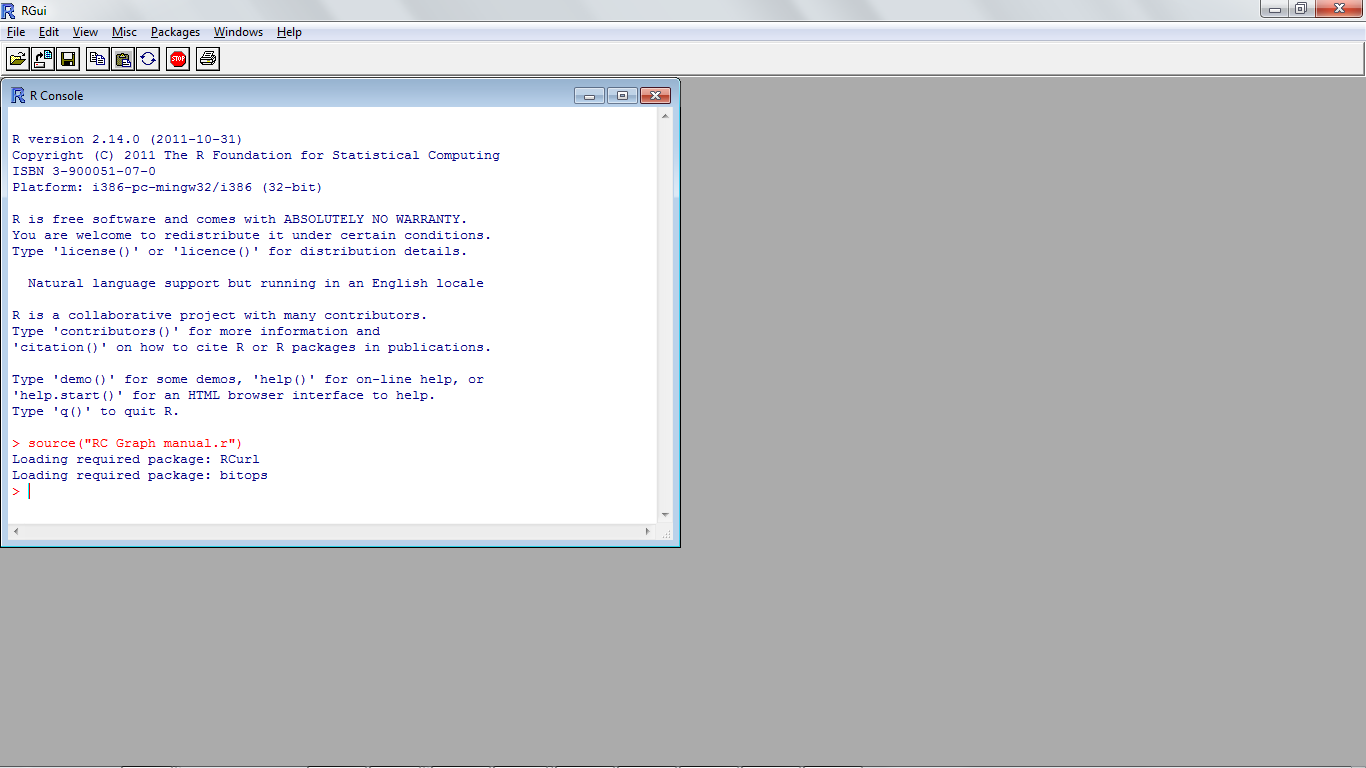 RGui
File Edit View Misc Packages Windows Help
STOP
R Console
R version 2.14.0 (2011-10-31)
Copyright (C) 2011 The R Foundation for Statistical Computing
ISBN 3-900051-07-0
Platform: i386-pc-mingw32/i386 (32-bit)
R is free software and comes with ABSOLUTELY NO WARRANTY.
You are welcome to redistribute it under certain conditions.
Type 'license()' or 'licence()' for distribution details.
Natural language support but running in an English locale
R is a collaborative project with many contributors.
Type 'contributors()' for more information and
'citation()' on how to cite R or R packages in publications.
Type 'demo()' for some demos, 'help()' for on-line help, or
'help.start()' for an HTML browser interface to help.
Type 'q()' to quit R.
> source("RC Graph manual.r")
Loading required package: RCurl
Loading required package: bitops
>